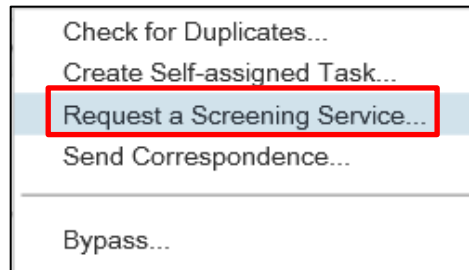 Check for Duplicates...
Create Self-assigned Task...
Request a Screening Service...
Send Correspondence...
Bypass...